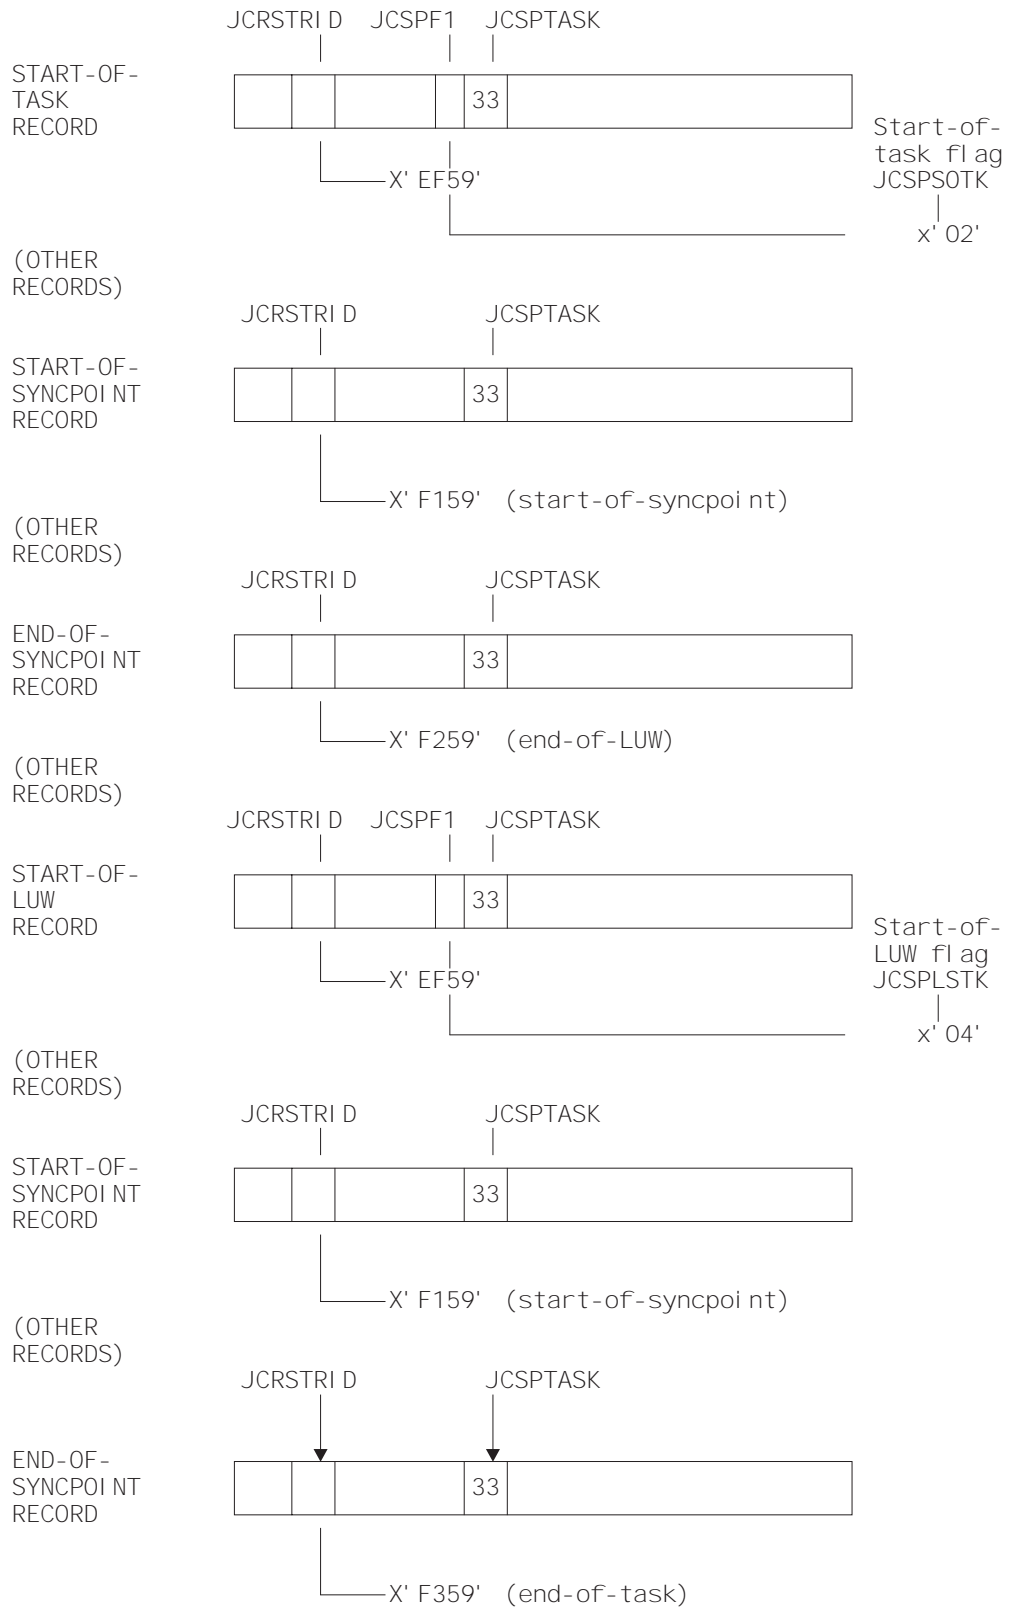 JCRSTRID JCSPF1 JCSPTASK
START-OF-
TASK
RECORD
33
Start-of-
task flag
JCSPSOTK
X'EF59'
x'02'
(OTHER
RECORDS)
JCRSTRID JCSPTASK
START-OF-
SYNCPOINT
RECORD
33
X'F159' (start-of-syncpoint)
(OTHER
RECORDS)
JCRSTRID JCSPTASK
END-OF-
SYNCPOINT
RECORD
33
X'F259' (end-of-LUW)
(OTHER
RECORDS)
JCRSTRID JCSPF1 JCSPTASK
START-OF-
LUW
RECORD
33
Start-of-
LUW flag
JCSPLSTK
X'EF59'
x'04'
(OTHER
RECORDS)
JCRSTRID JCSPTASK
START-OF-
SYNCPOINT
RECORD
33
X'F159' (start-of-syncpoint)
(OTHER
RECORDS)
JCRSTRID JCSPTASK
END-OF-
SYNCPOINT
RECORD
33
X'F359' (end-of-task)